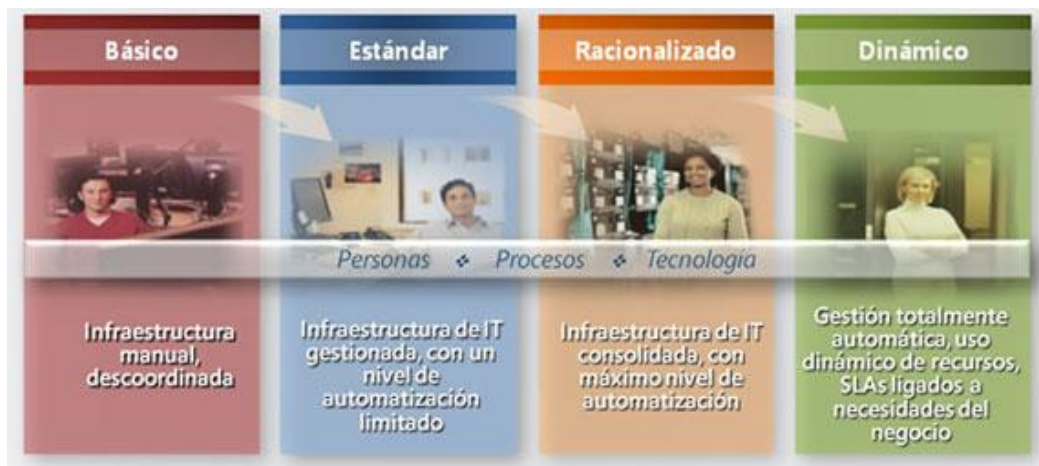 Básico
Estándar
Racionalizado
Dinámico
Personas ❖ Procesos ❖ Tecnología
Infraestructura
manual,
descoordinada
Infraestructura de IT
gestionada, con un
nivel de
automatización
limitado
Infraestructura de IT
consolidada, con
máximo nivel de
automatización
Gestión totalmente
automática, uso
dinámico de recursos,
SLAs ligados a
necesidades del
negocio